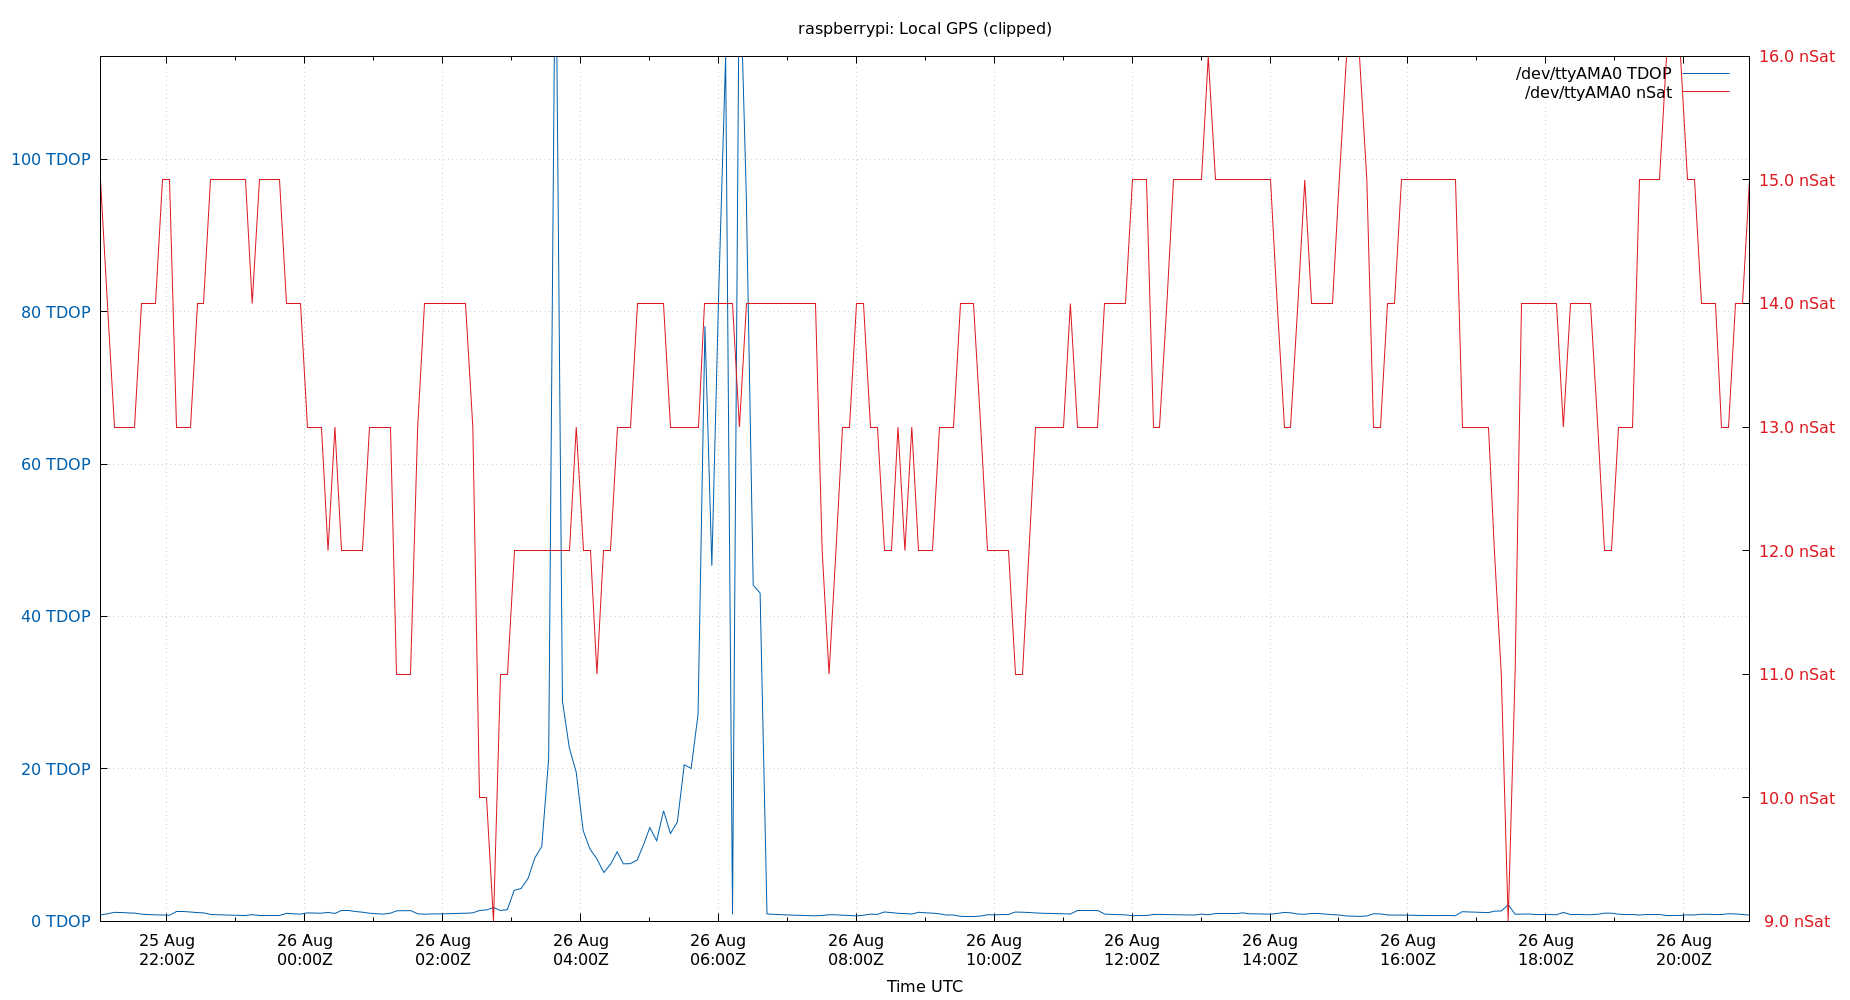 raspberrypi: Local GPS (clipped)
16.0 nSat
/dev/ttyAMA0 TDOP
/dev/ttyAMA0 nSat
100 TDOP
15.0 nSat
80 TDOP
14.0 nSat
13.0 nSat
60 TDOP
12.0 nSat
40 TDOP
11.0 nSat
20 TDOP
10.0 nSat
0 TDOP
9.0 nSat
25 Aug 26 Aug 26 Aug 26 Aug 26 Aug 26 Aug 26 Aug 26 Aug 26 Aug 26 Aug 26 Aug 26 Aug
22:00Z 00:00Z 02:00Z 04:00Z 06:00Z 08:00Z 10:00Z 12:00Z 14:00Z 16:00Z 18:00Z 20:00Z
Time UTC